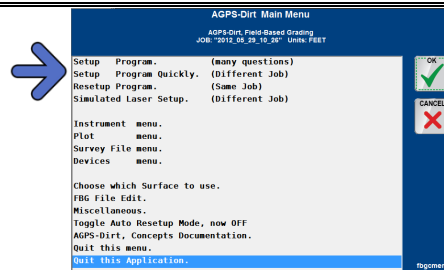 AGPS-Dirt Main Menu
AGPS-Dirt, Field-Based Grading
JOB: "2012_05_29_10_26" Units: FEET
Setup Program. (many questions)
Setup Program Quickly. (Different Job)
Resetup Program. (Same Job)
Simulated Laser Setup. (Different Job)
Instrument menu.
Plot menu.
Survey File menu.
Devices menu.
Choose which Surface to use.
FBG File Edit.
Miscellaneous.
Toggle Auto Resetup Mode, now OFF
AGPS-Dirt, Concepts Documentation.
Quit this menu.
Quit this Application.
OK
CANCEL
fbgcmen